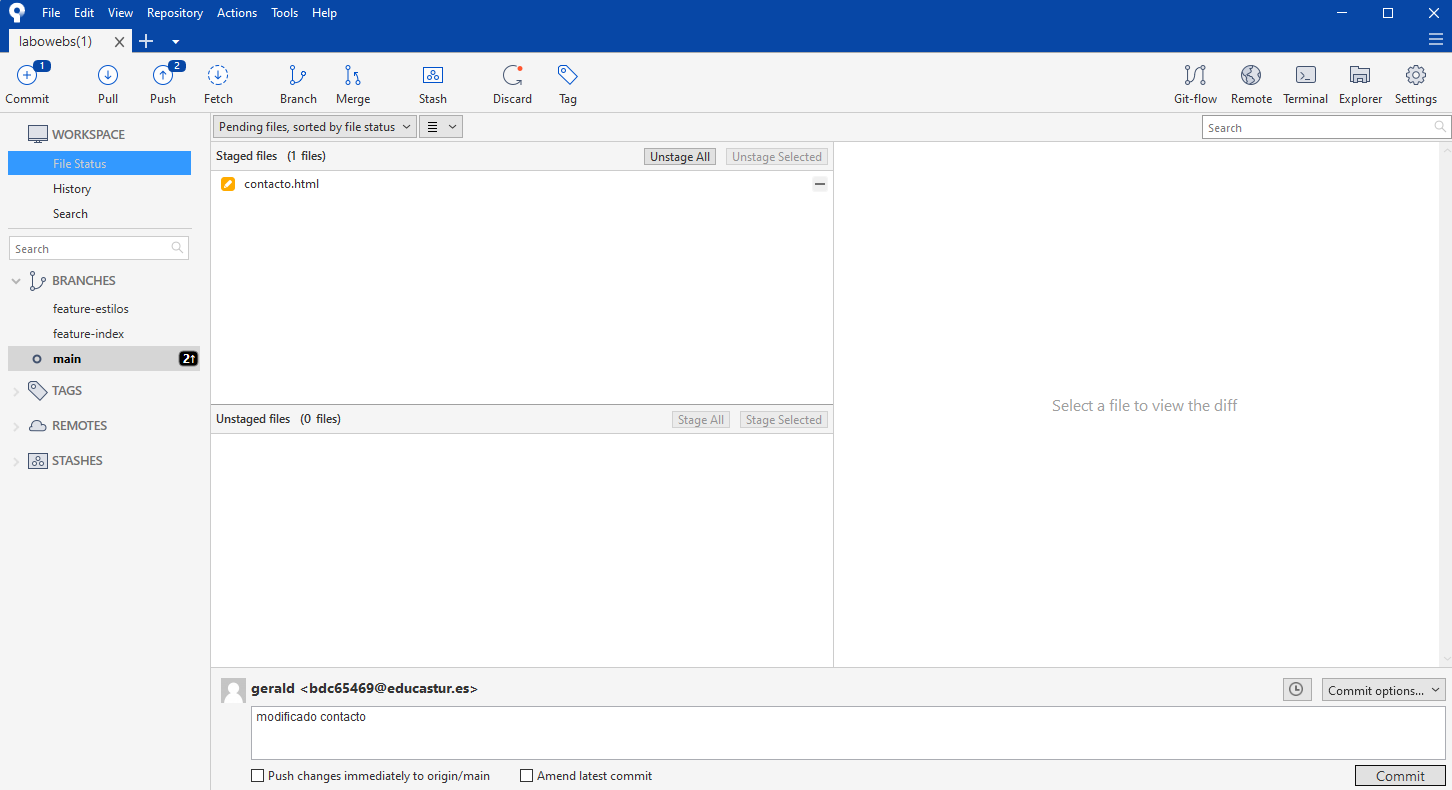 File Edit View Repository Actions Tools Help
labowebs(1)
1 2
Commit Pull Push Fetch Branch Merge Stash Discard Tag Git-flow Remote Terminal Explorer Settings
WORKSPACE
File Status
History
Search
Search
BRANCHES
feature-estilos
feature-index
main 2↑
TAGS
REMOTES
STASHES
Pending files, sorted by file status
Search
Staged files (1 files) Unstage All Unstage Selected
contacto.html
Unstaged files (0 files) Stage All Stage Selected
Select a file to view the diff
gerald <bdc65469@educastur.es> Commit options...
modificado contacto
Push changes immediately to origin/main Amend latest commit Commit